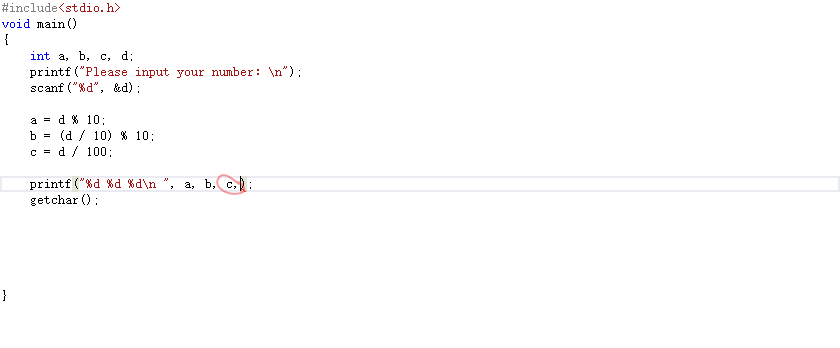 #include<stdio.h>
void main()
{
    int a, b, c, d;
    printf("Please input your number: \n");
    scanf("%d", &d);
    a = d % 10;
    b = (d / 10) % 10;
    c = d / 100;
    printf("%d %d %d\n ", a, b, c,);
    getchar();
}